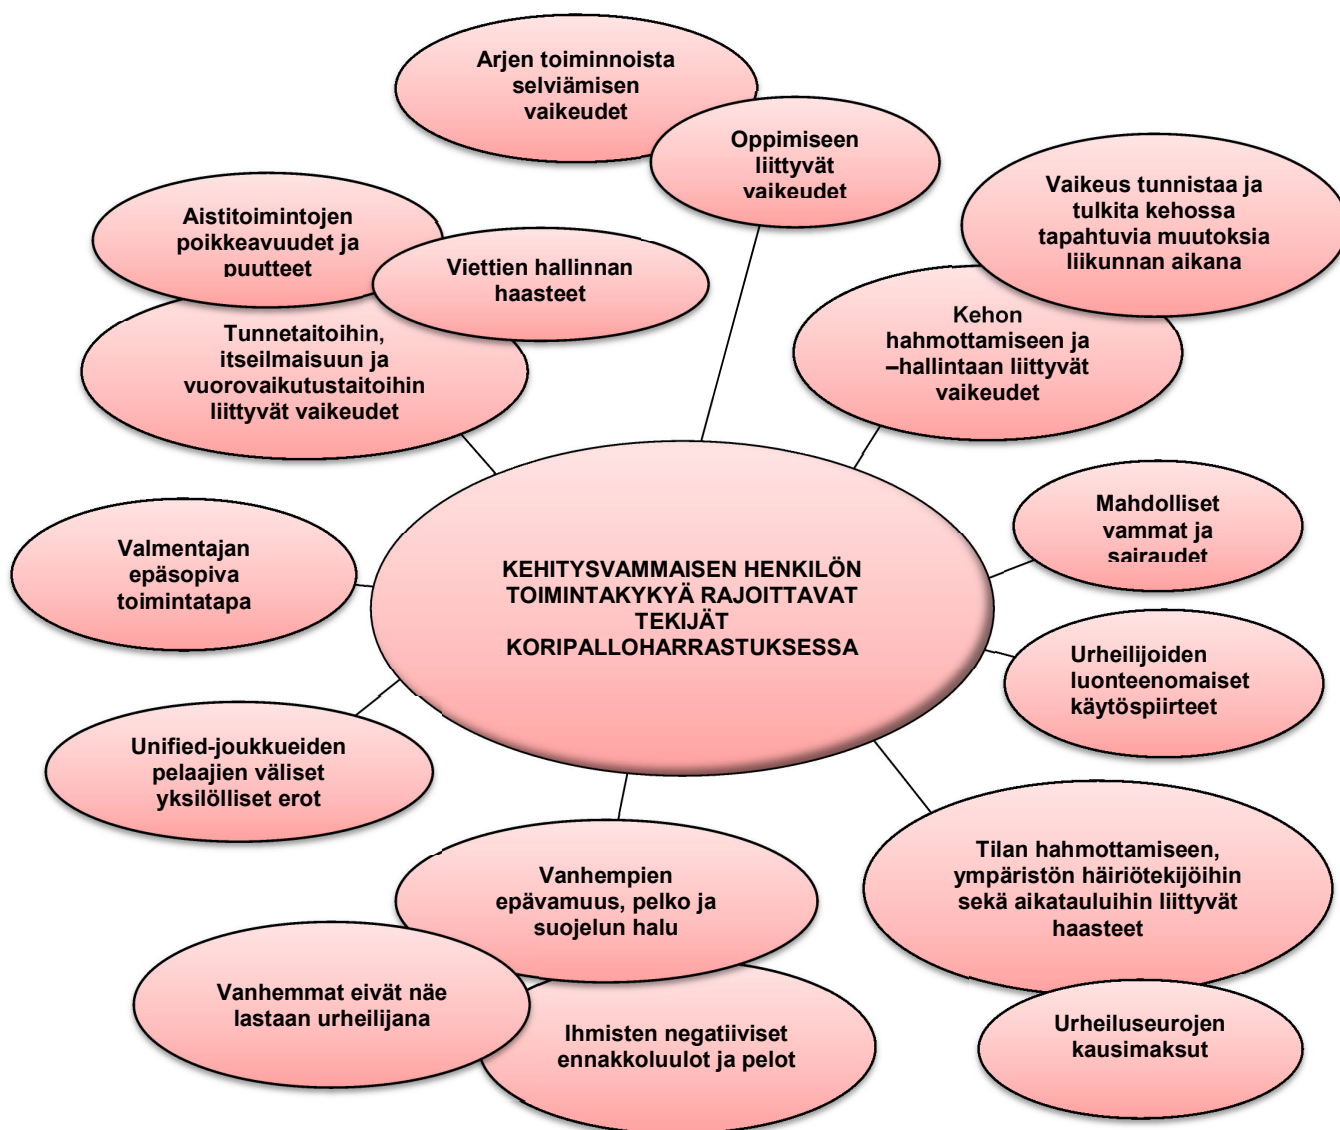 Arjen toiminnoista
selviämisen
vaikeudet
Oppimiseen
liittyvät
vaikeudet
Vaikeus tunnistaa ja
tulkita kehossa
tapahtuvia muutoksia
liikunnan aikana
Aistitoimintojen
poikkeavuudet ja
puutteet
Viettien hallinnan
haasteet
Kehon
hahmottamiseen ja
–hallintaan liittyvät
vaikeudet
Tunnetaitoihin,
itseilmaisuun ja
vuorovaikutustaitoihin
liittyvät vaikeudet
Mahdolliset
vammat ja
sairaudet
Valmentajan
epäsopiva
toimintatapa
KEHITYSVAMMAISEN HENKILÖN
TOIMINTAKYKYÄ RAJOITTAVAT
TEKIJÄT
KORIPALLOHARRASTUKSESSA
Urheilijoiden
luonteenomaiset
käytöspiirteet
Unified-joukkueiden
pelaajien väliset
yksilölliset erot
Tilan hahmottamiseen,
ympäristön häiriötekijöihin
sekä aikatauluihin liittyvät
haasteet
Vanhempien
epävamuus, pelko ja
suojelun halu
Vanhemmat eivät näe
lastaan urheilijana
Ihmisten negatiiviset
ennakkoluulot ja pelot
Urheiluseurojen
kausimaksut